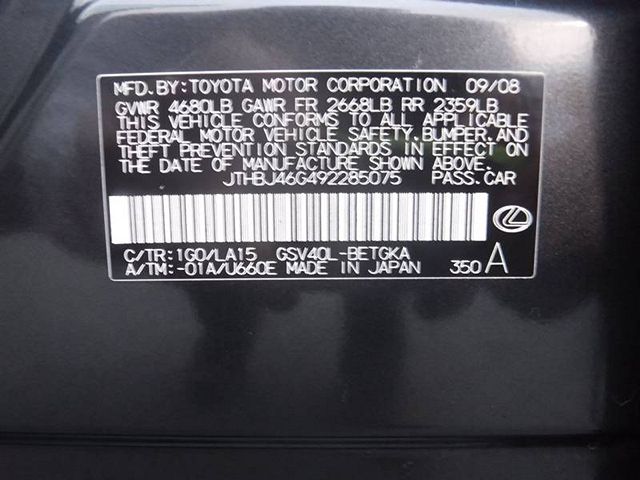 MFD.BY:TOYOTA MOTOR CORPORATION 09/08
GVWR 4680LB GAWR FR 2668LB RR 2359LB
THIS VEHICLE CONFORMS TO ALL APPLICABLE
FEDERAL MOTOR VEHICLE SAFETY.BUMPER.AND
THEFT PREVENTION STANDARDS IN EFFECT ON
THE DATE OF MANUFACTURE SHOWN ABOVE.
JTHBJ46G492285075 PASS.CAR
C/TR:1G0/LA15 GSV40L-BETGKA
A/TM:-01A/U660E MADE IN JAPAN 350 A